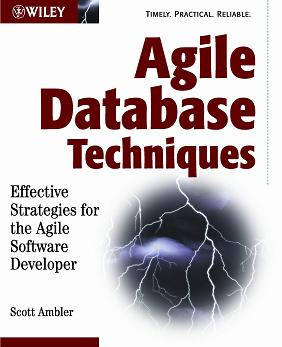 WILEY
TIMELY. PRACTICAL. RELIABLE.
Agile
Database
Techniques
Effective
Strategies for
the Agile
Software
Developer
Scott Ambler